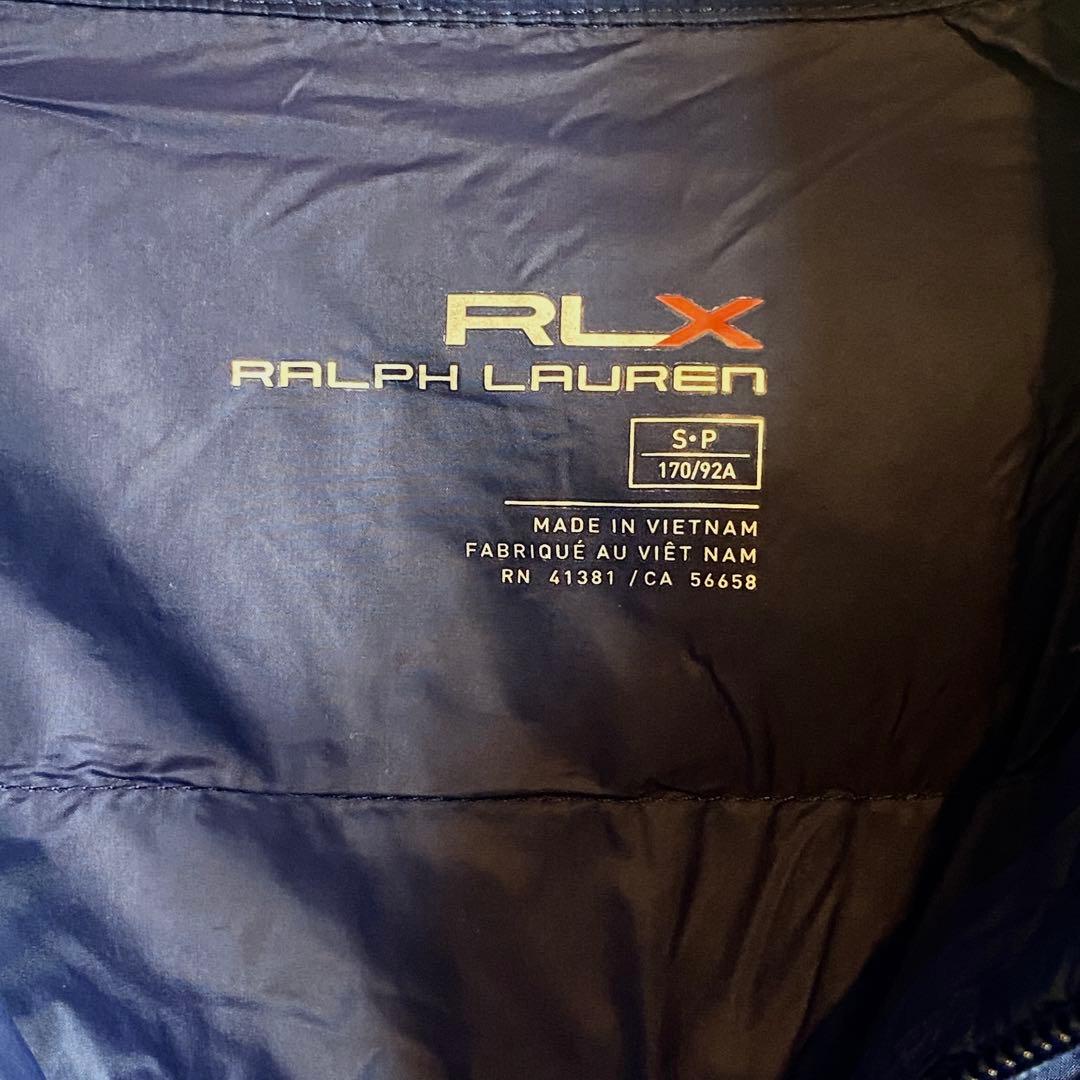 RLX
RALPH LAUREN
S•P
170/92A
MADE IN VIETNAM
FABRIQUÉ AU VIÊT NAM
RN 41381 / CA 56658